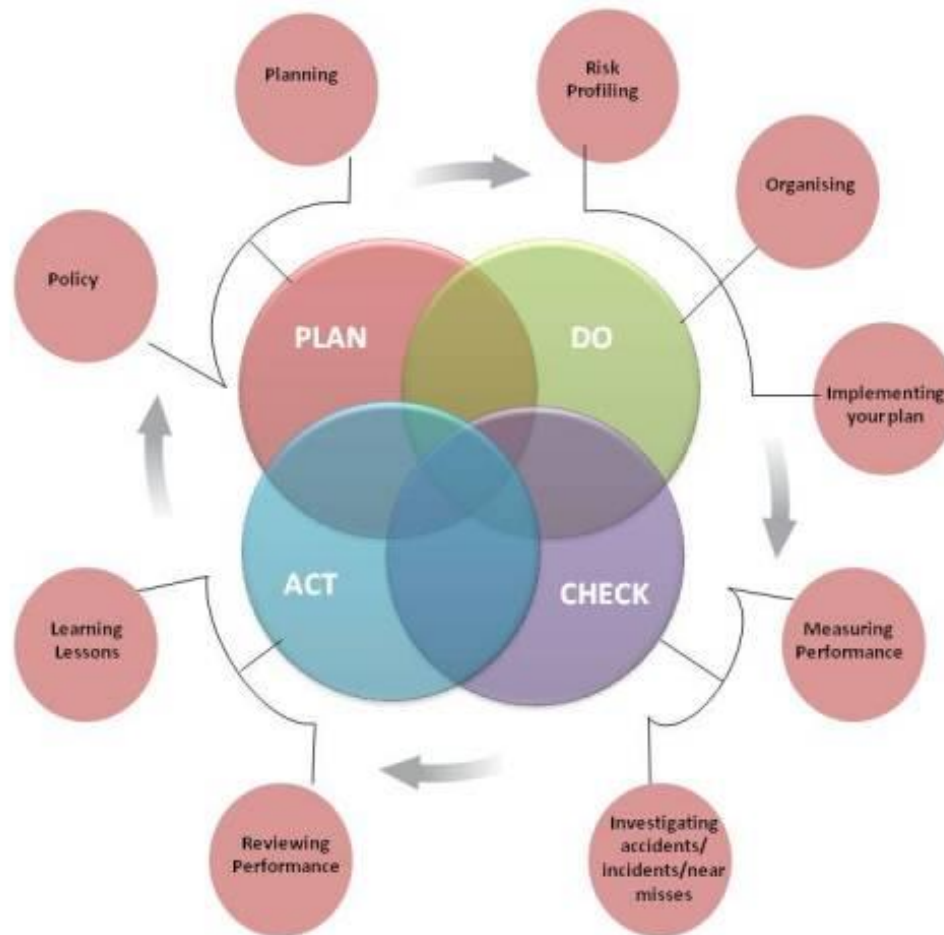 Planning
Risk
Profiling
Organising
Policy
PLAN
DO
Implementing
your plan
ACT
CHECK
Learning
Lessons
Measuring
Performance
Reviewing
Performance
Investigating
accidents/
incidents/near
misses